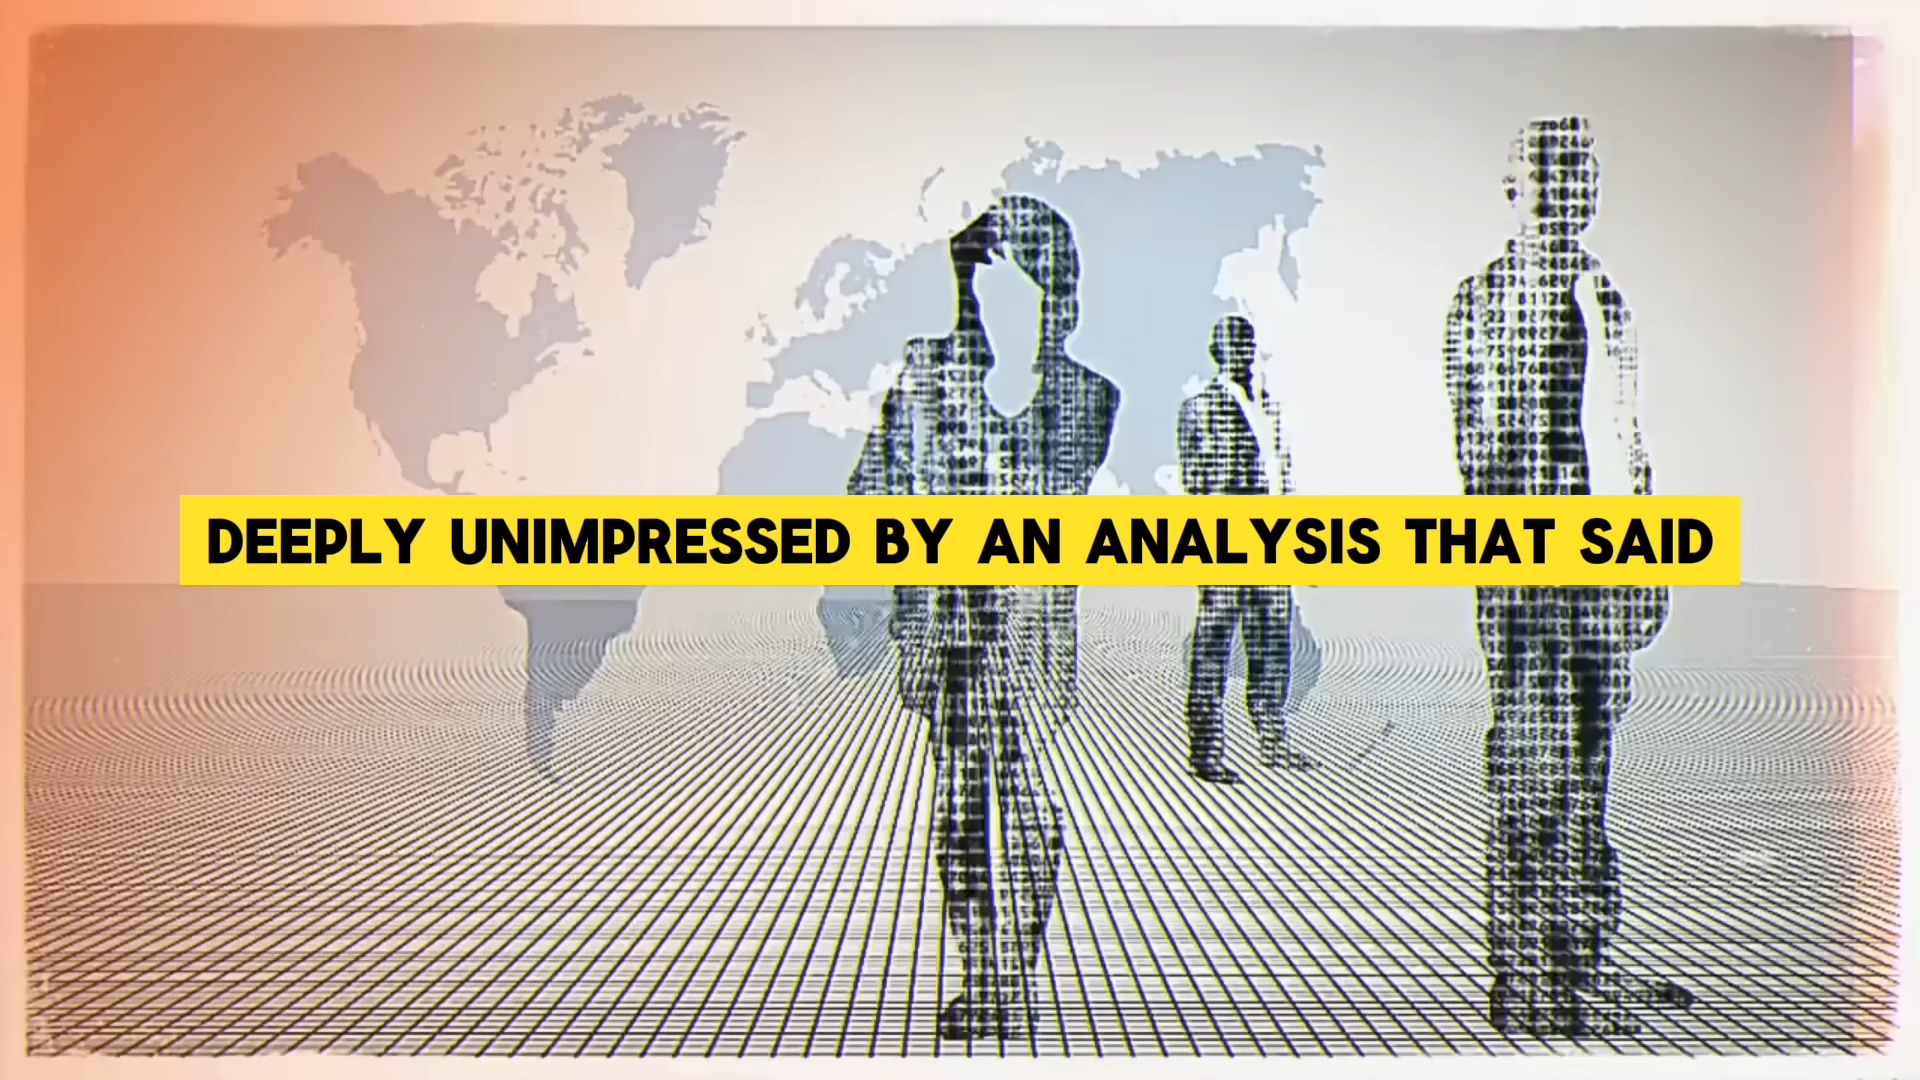 DEEPLY UNIMPRESSED BY AN ANALYSIS THAT SAID